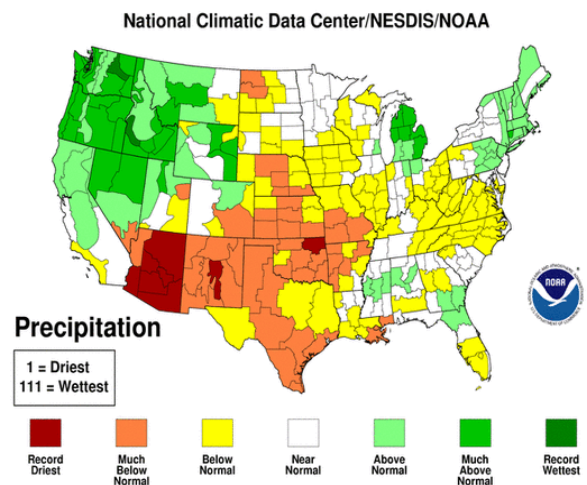 National Climatic Data Center/NESDIS/NOAA
NOAA
Precipitation
1 = Driest
111 = Wettest
Record
Driest
Much
Below
Normal
Below
Normal
Near
Normal
Above
Normal
Much
Above
Normal
Record
Wettest